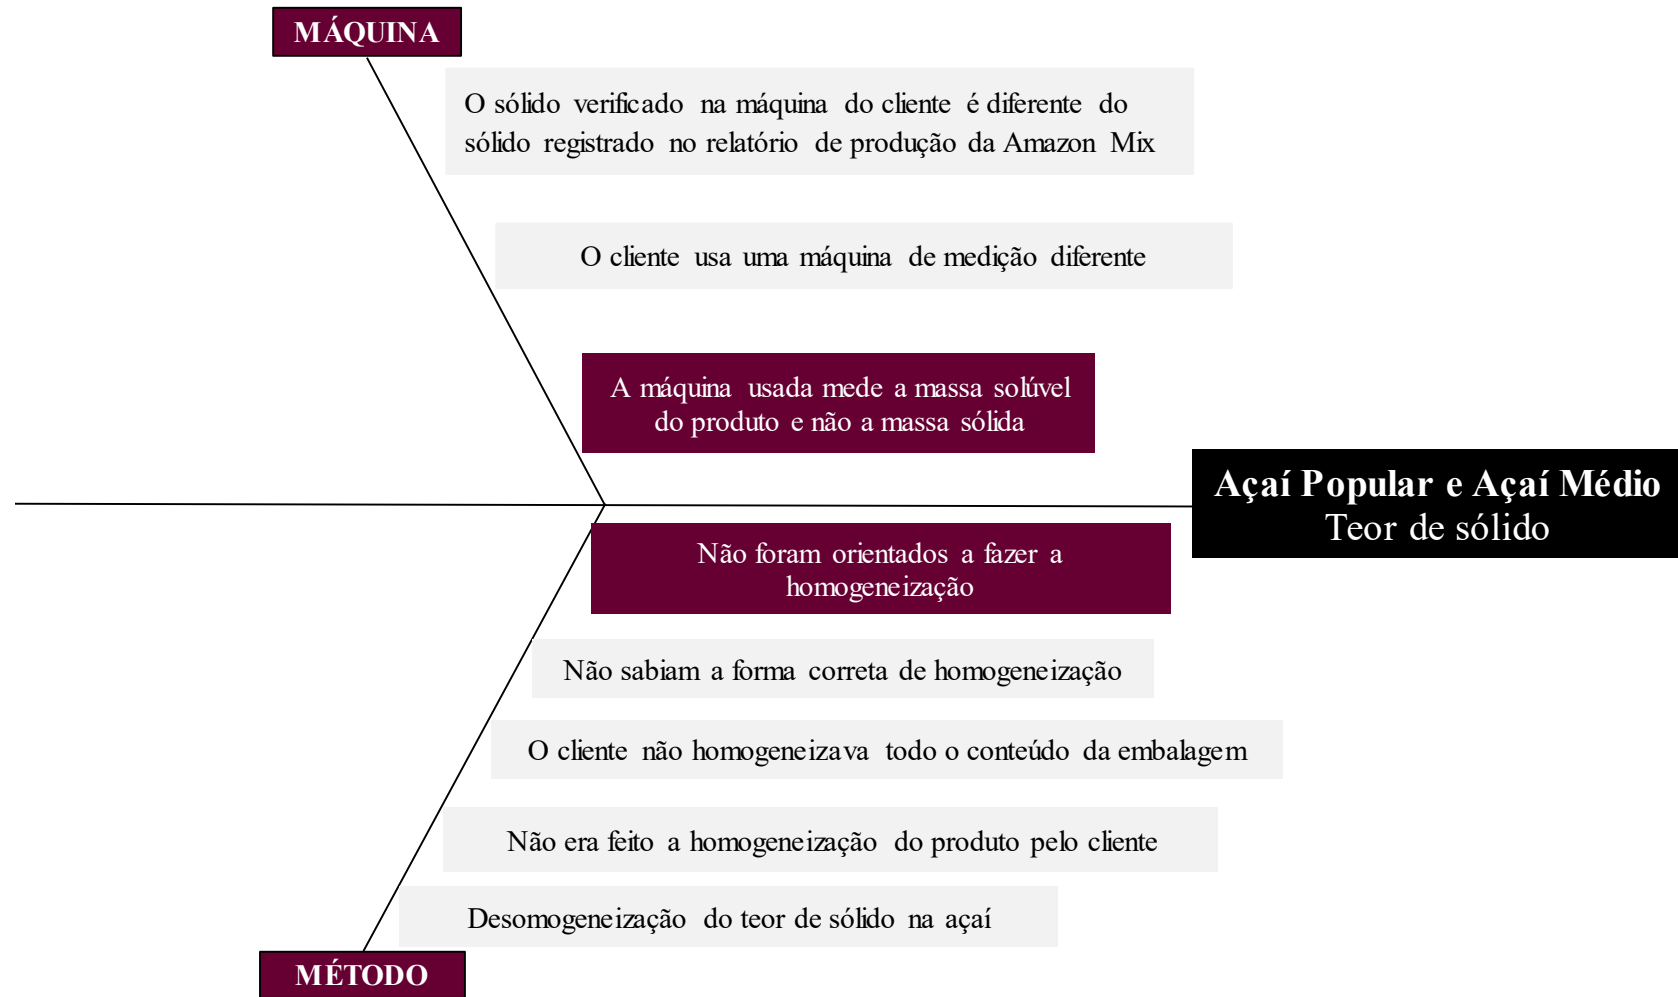 MÁQUINA
O sólido verificado na máquina do cliente é diferente do
sólido registrado no relatório de produção da Amazon Mix
O cliente usa uma máquina de medição diferente
A máquina usada mede a massa solúvel
do produto e não a massa sólida
Açaí Popular e Açaí Médio
Teor de sólido
Não foram orientados a fazer a
homogeneização
Não sabiam a forma correta de homogeneização
O cliente não homogeneizava todo o conteúdo da embalagem
Não era feito a homogeneização do produto pelo cliente
Desomogeneização do teor de sólido na açaí
MÉTODO